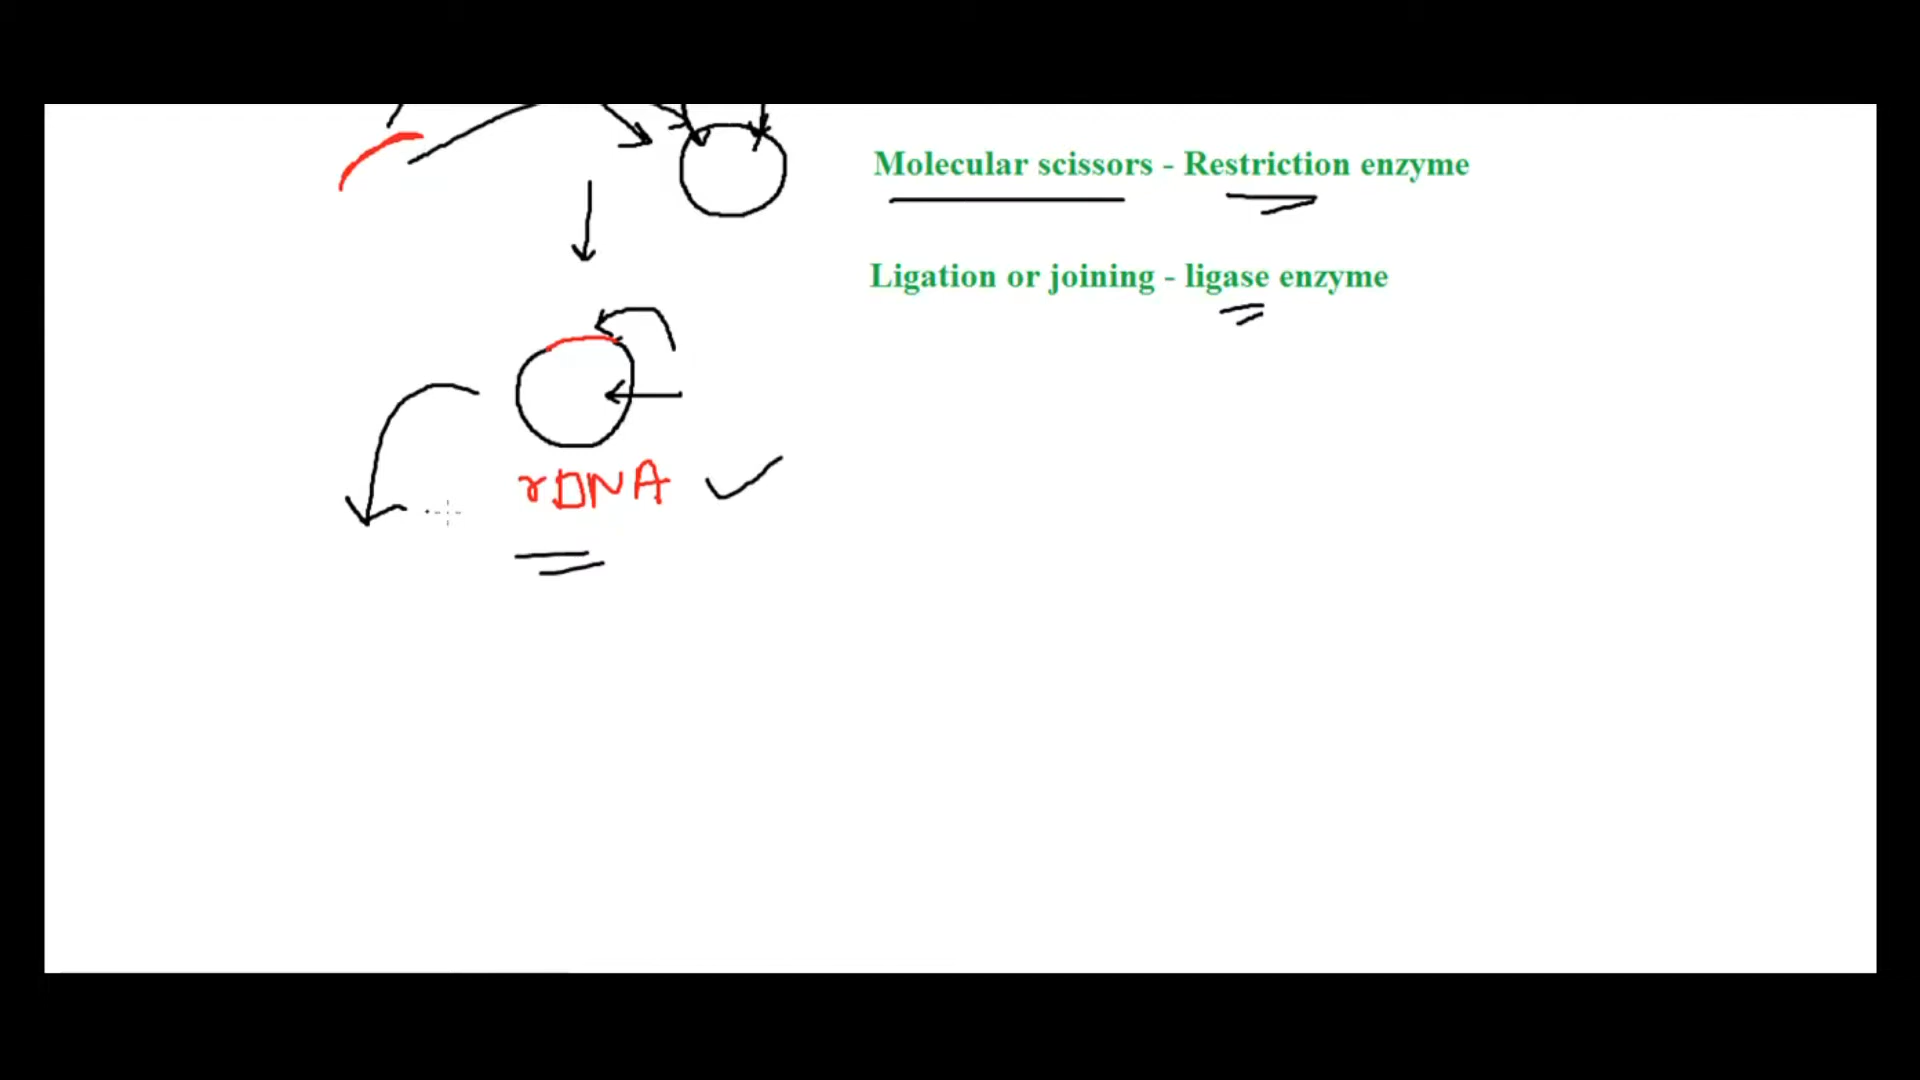 Molecular scissors - Restriction enzyme
Ligation or joining - ligase enzyme
rDNA